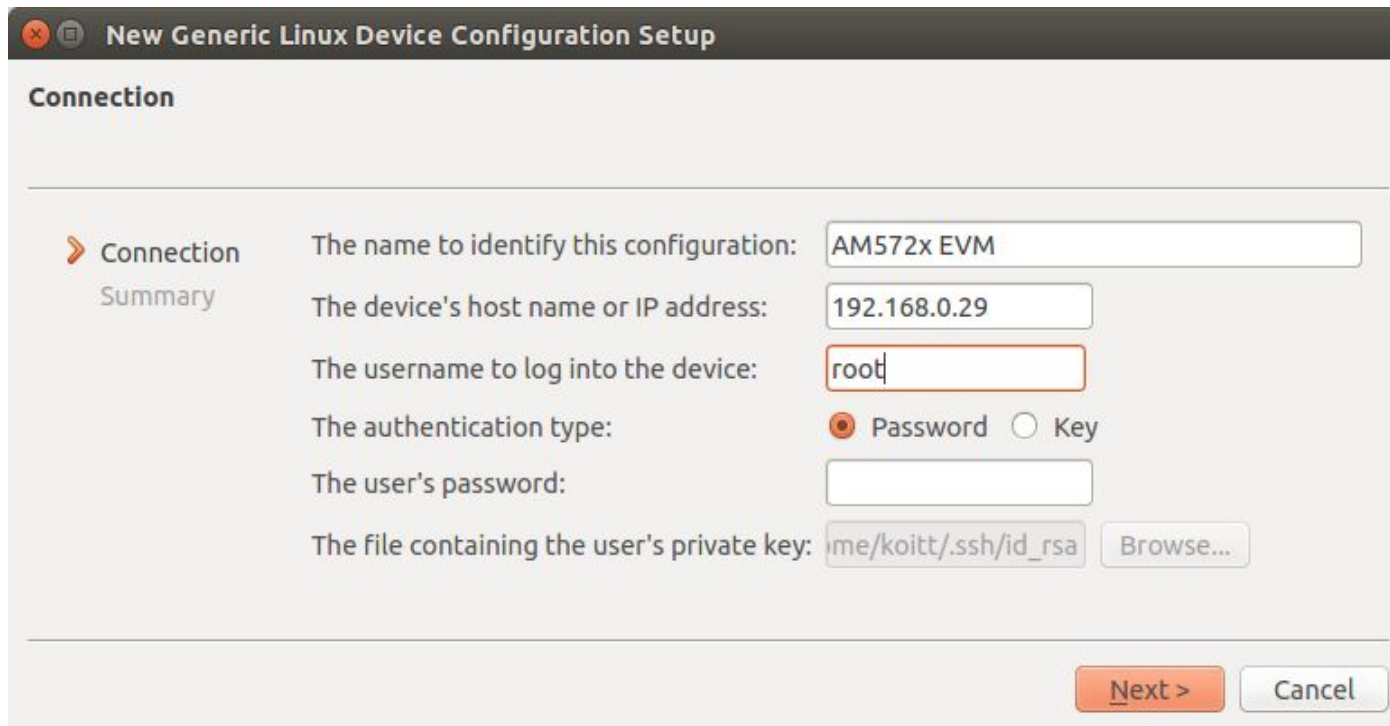 New Generic Linux Device Configuration Setup
Connection
Connection
Summary
The name to identify this configuration: AM572x EVM
The device's host name or IP address: 192.168.0.29
The username to log into the device: root
The authentication type: Password Key
The user's password:
The file containing the user's private key: me/koitt/.ssh/id_rsa Browse...
Next > Cancel